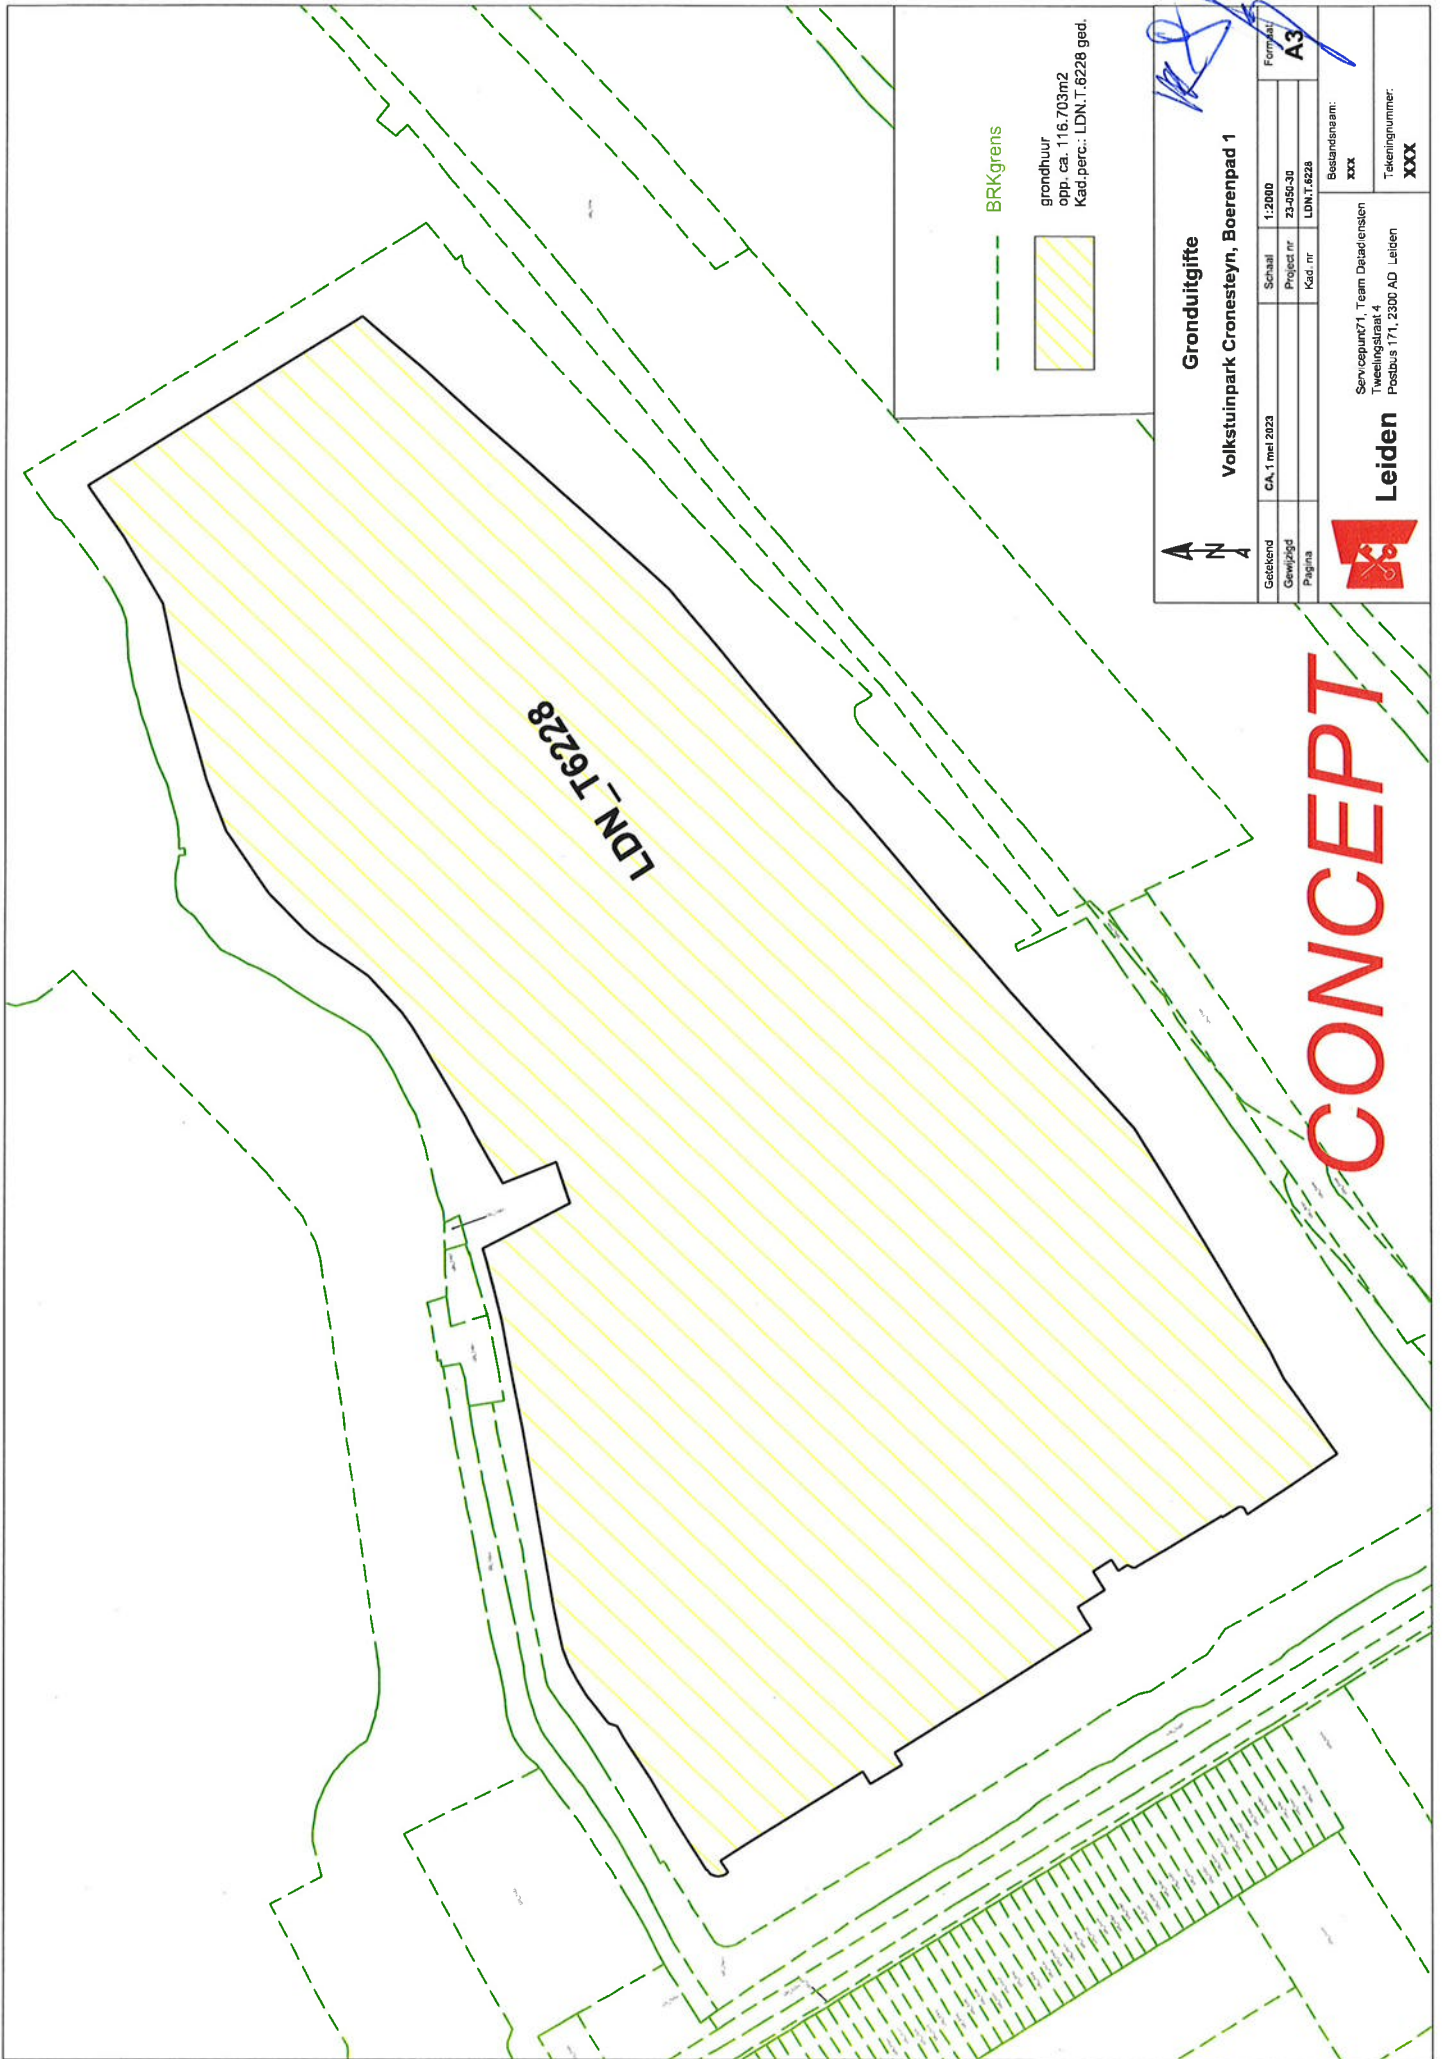 LDN_T6228
BRKgrens
grondhuur
opp. ca. 116.703m2
Kad.perc.: LDN.T.6228 ged.
Gronduitgifte
Volkstuinpark Cronesteyn, Boerenpad 1
N
Getekend CA, 1 mei 2023 Schaal 1:2000 Formaat
A3
Gewijzigd Project nr 23-050-30
Pagina Kad. nr LDN.T.6228
Leiden
Servicepunt71, Team Datadiensten
Tweelingstraat 4
Postbus 171, 2300 AD Leiden
Bestandsnaam:
xxx
Tekeningnummer:
XXX
CONCEPT